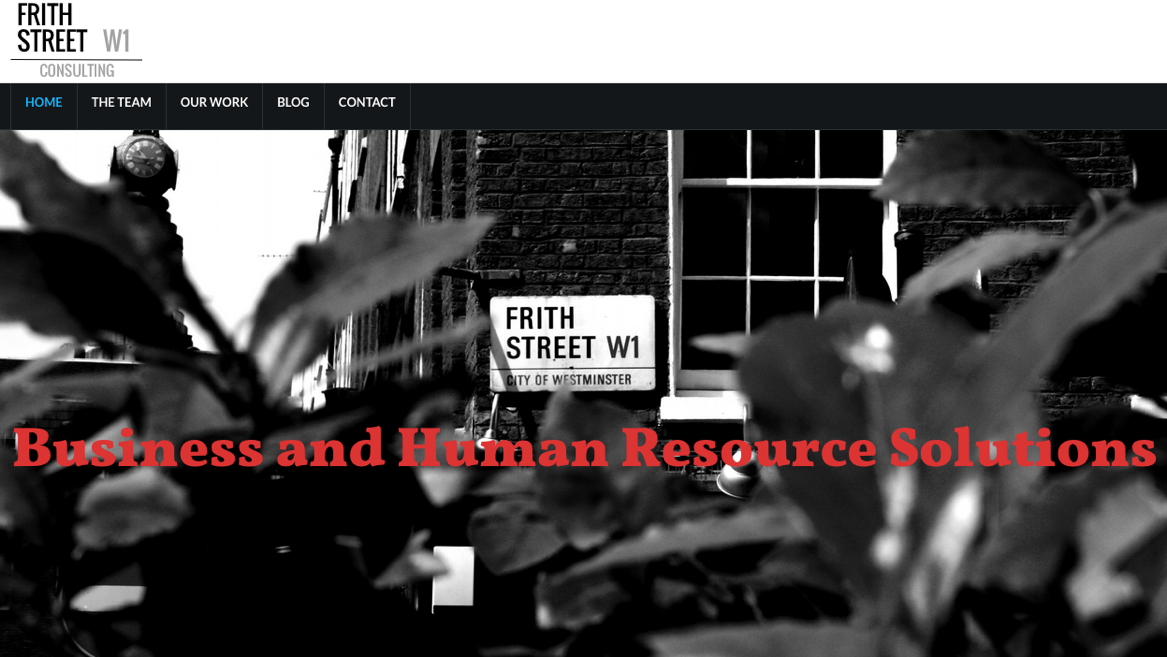 FRITH
STREET W1
CONSULTING
HOME THE TEAM OUR WORK BLOG CONTACT
FRITH
STREET W1
CITY OF WESTMINSTER
Business and Human Resource Solutions